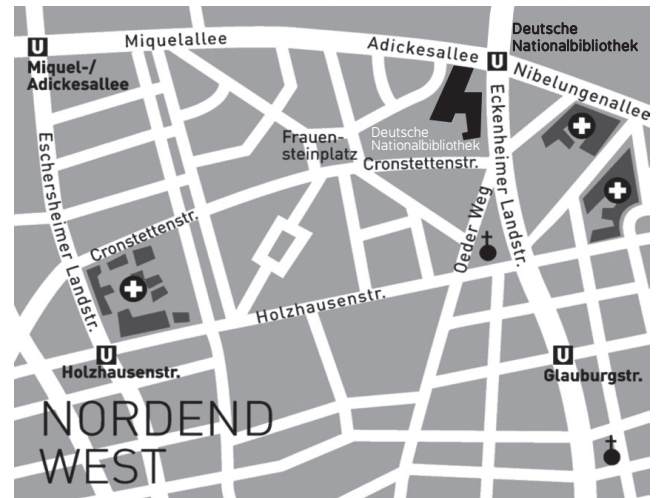 Deutsche
Nationalbibliothek
U
Miquelallee
Adickesallee
U
Nibelungenallee
Miquel-/
Adickesallee
Eckenheimer Landstr.
Eschersheimer Landstr.
Frauen-
steinplatz
Deutsche
Nationalbibliothek
Cronstettenstr.
Oeder Weg
Cronstettenstr.
Holzhausenstr.
U
Holzhausenstr.
U
Glauburgstr.
NORDEND
WEST